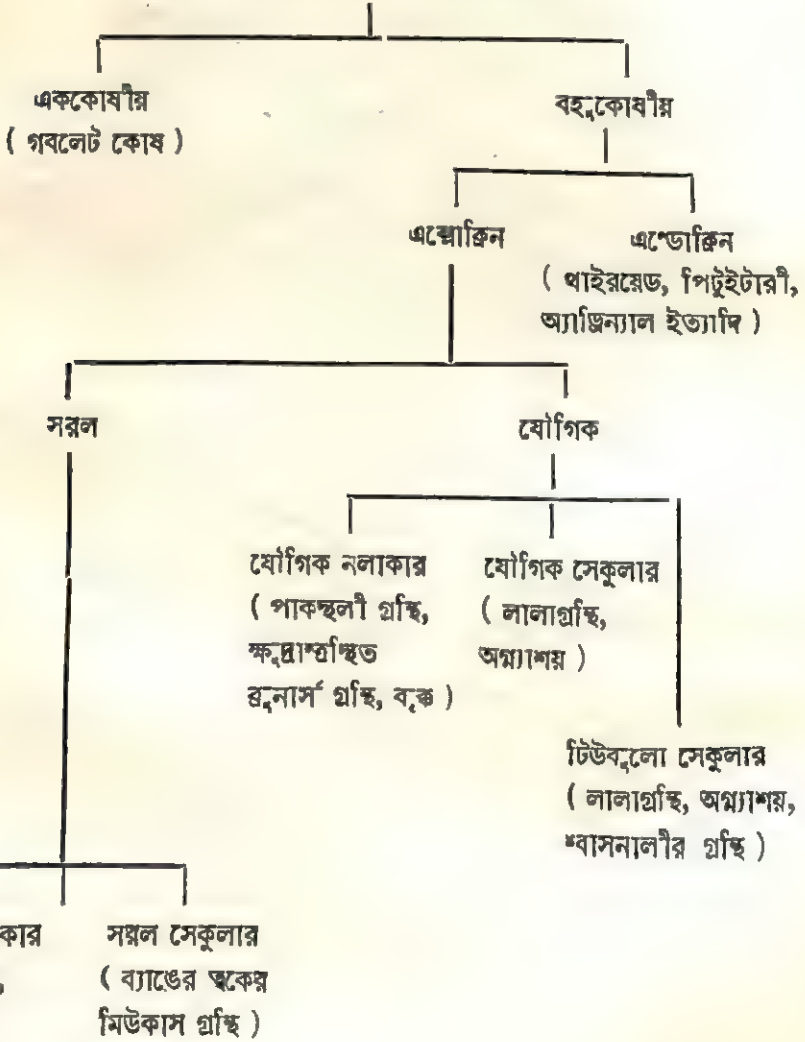 এককোষীয়
( গবলেট কোষ )
বহুকোষীয়
এক্সোক্রিন
এন্ডোক্রিন
( থাইরয়েড, পিটুইটারী,
অ্যাড্রিন্যাল ইত্যাদি )
সরল
যৌগিক
যৌগিক নলাকার
( পাকস্থলী গ্রন্থি,
ক্ষুদ্রান্ত্রস্থিত
ব্রুনার্স গ্রন্থি, বৃক্ক )
যৌগিক সেকুলার
( লালাগ্রন্থি,
অগ্ন্যাশয় )
টিউবুলো সেকুলার
( লালাগ্রন্থি, অগ্ন্যাশয়,
শ্বাসনালীর গ্রন্থি )
কার
,
সরল সেকুলার
( ব্যাঙের ত্বকের
মিউকাস গ্রন্থি )